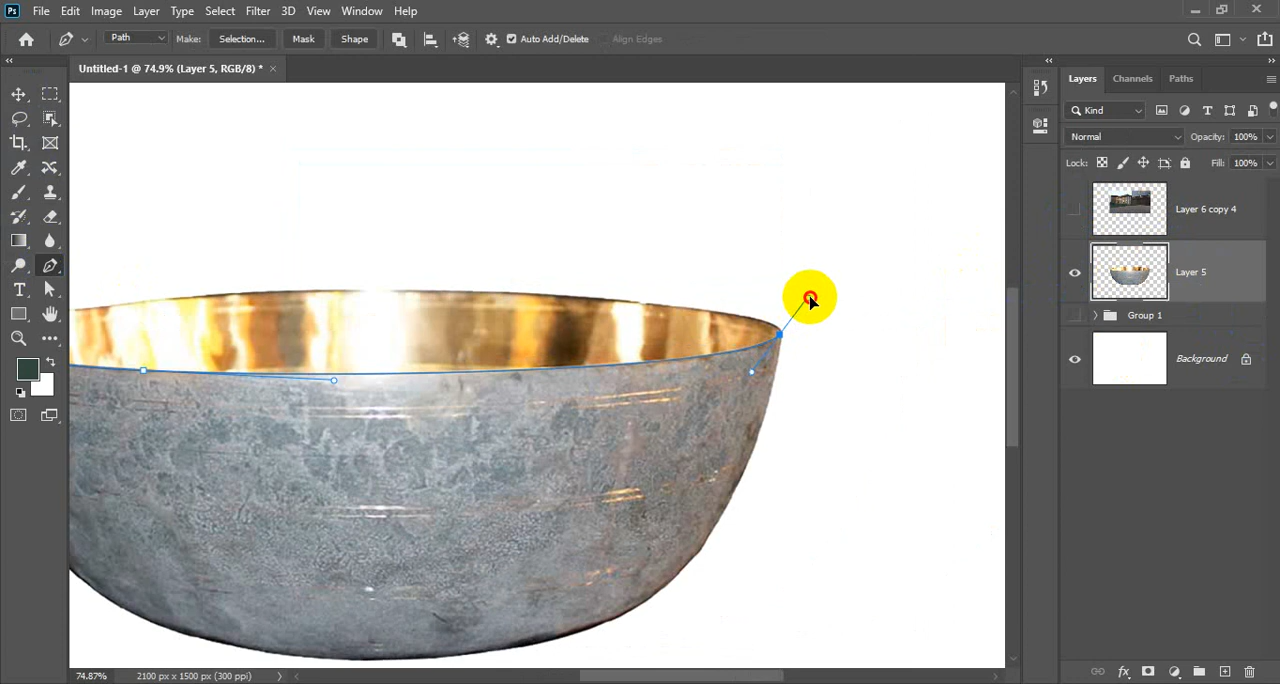 Ps File Edit Image Layer Type Select Filter 3D View Window Help
Path Make: Selection... Mask Shape Auto Add/Delete Align Edges
Untitled-1 @ 74.9% (Layer 5, RGB/8) *
Layers Channels Paths
Kind
Normal Opacity: 100%
Lock: Fill: 100%
Layer 6 copy 4
Layer 5
Group 1
Background
74.87% 2100 px x 1500 px (300 ppi)